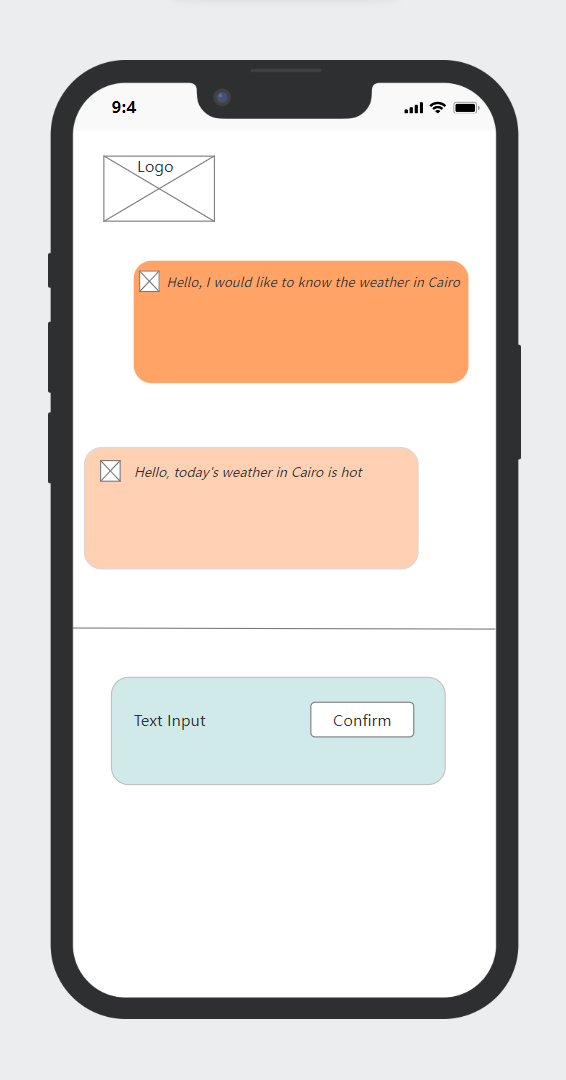 9:4
Logo
Hello, I would like to know the weather in Cairo
Hello, today's weather in Cairo is hot
Text Input
Confirm